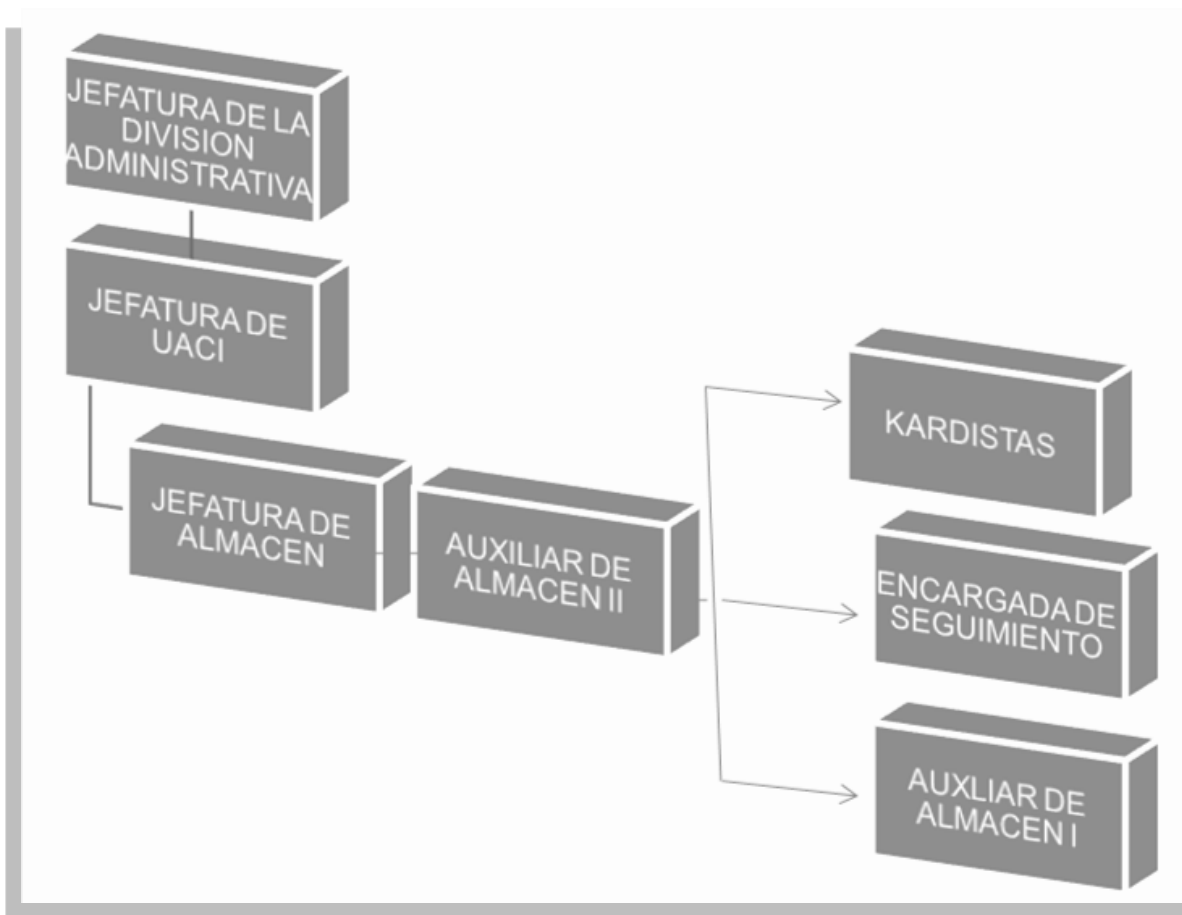 JEFATURA DE LA
DIVISION
ADMINISTRATIVA
JEFATURA DE
UACI
JEFATURA DE
ALMACEN
AUXILIAR DE
ALMACEN II
KARDISTAS
ENCARGADA DE
SEGUIMIENTO
AUXLIAR DE
ALMACEN I